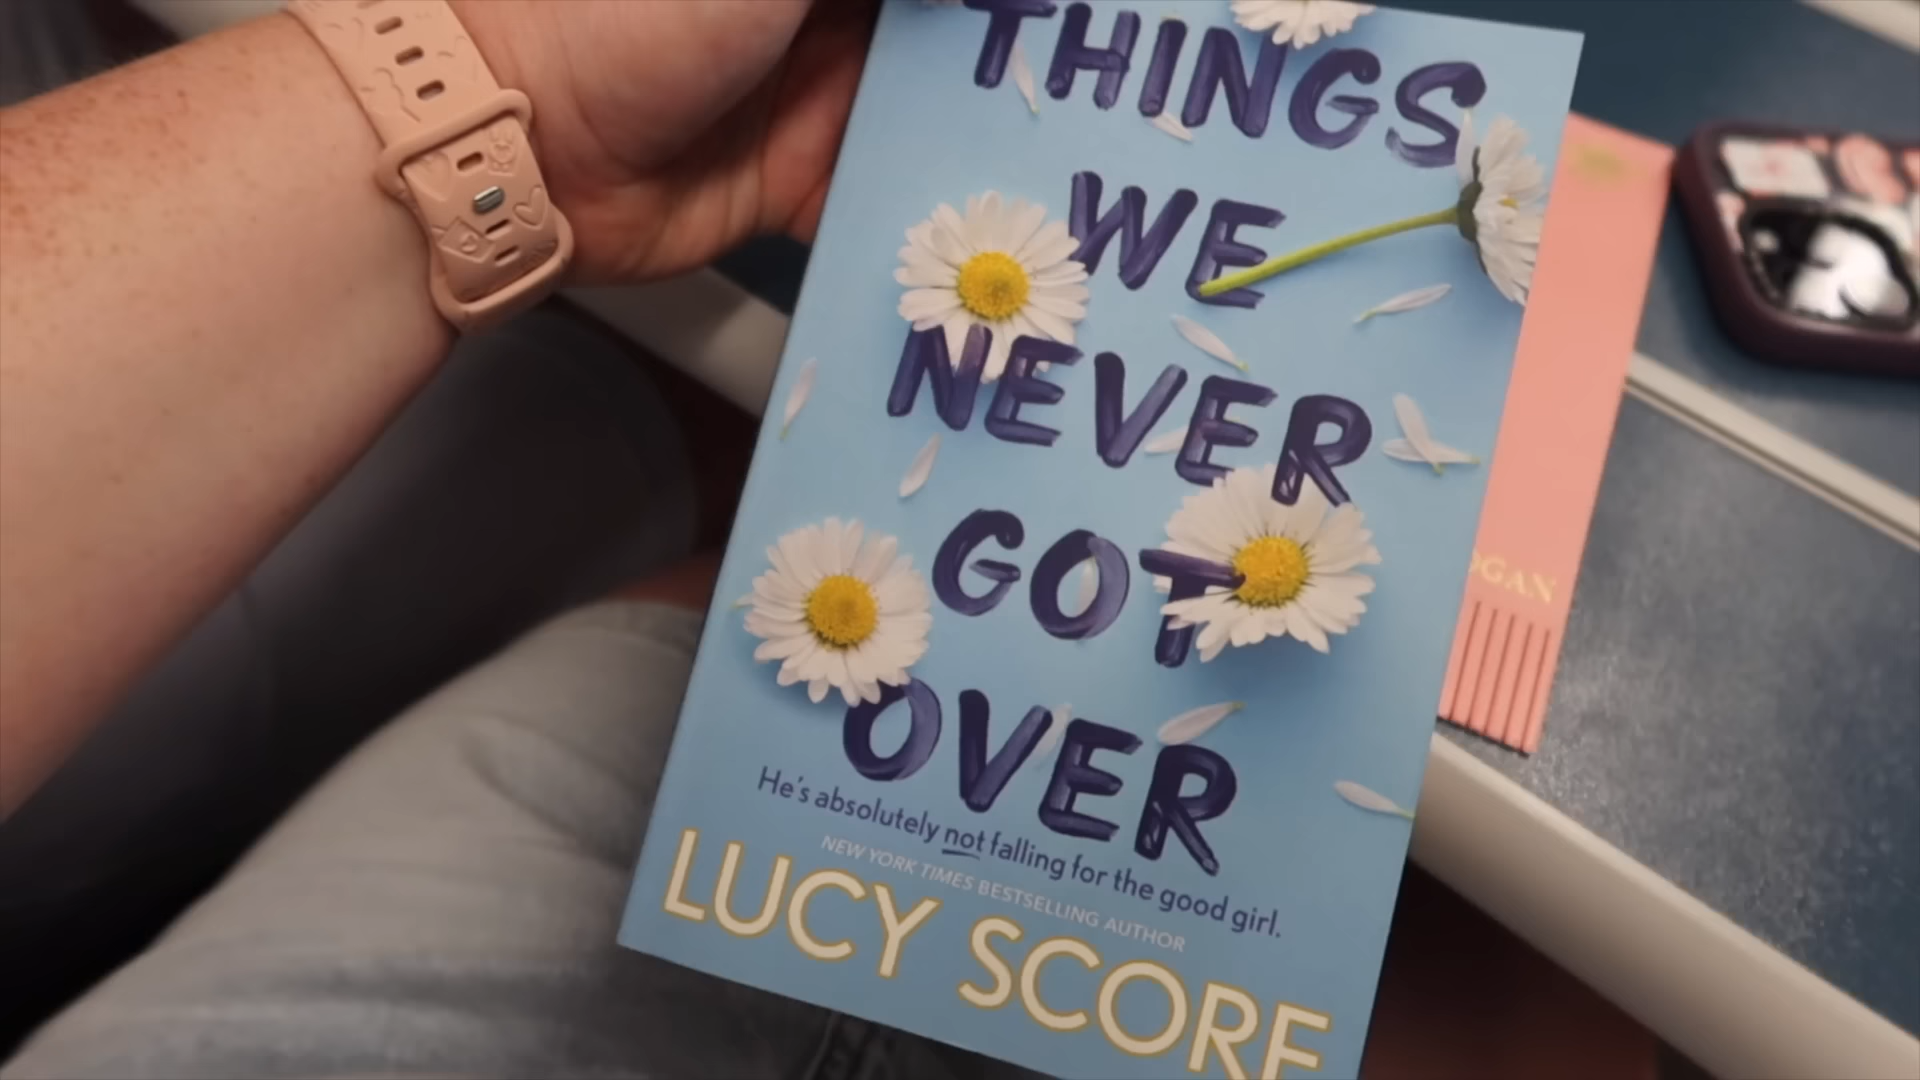 THINGS
WE
NEVER
GOT
OVER
He's absolutely not falling for the good girl.
NEW YORK TIMES BESTSELLING AUTHOR
LUCY SCORE